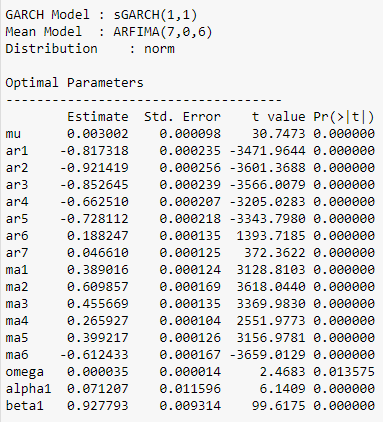 GARCH Model : sGARCH(1,1)
Mean Model : ARFIMA(7,0,6)
Distribution : norm
Optimal Parameters
------------------------------------
Estimate Std. Error t value Pr(>|t|)
mu 0.003002 0.000098 30.7473 0.000000
ar1 -0.817318 0.000235 -3471.9644 0.000000
ar2 -0.921419 0.000256 -3601.3688 0.000000
ar3 -0.852645 0.000239 -3566.0079 0.000000
ar4 -0.662510 0.000207 -3205.0283 0.000000
ar5 -0.728112 0.000218 -3343.7980 0.000000
ar6 0.188247 0.000135 1393.7185 0.000000
ar7 0.046610 0.000125 372.3622 0.000000
ma1 0.389016 0.000124 3128.8103 0.000000
ma2 0.609857 0.000169 3618.0440 0.000000
ma3 0.455669 0.000135 3369.9830 0.000000
ma4 0.265927 0.000104 2551.9773 0.000000
ma5 0.399217 0.000126 3156.9781 0.000000
ma6 -0.612433 0.000167 -3659.0129 0.000000
omega 0.000035 0.000014 2.4683 0.013575
alpha1 0.071207 0.011596 6.1409 0.000000
beta1 0.927793 0.009314 99.6175 0.000000